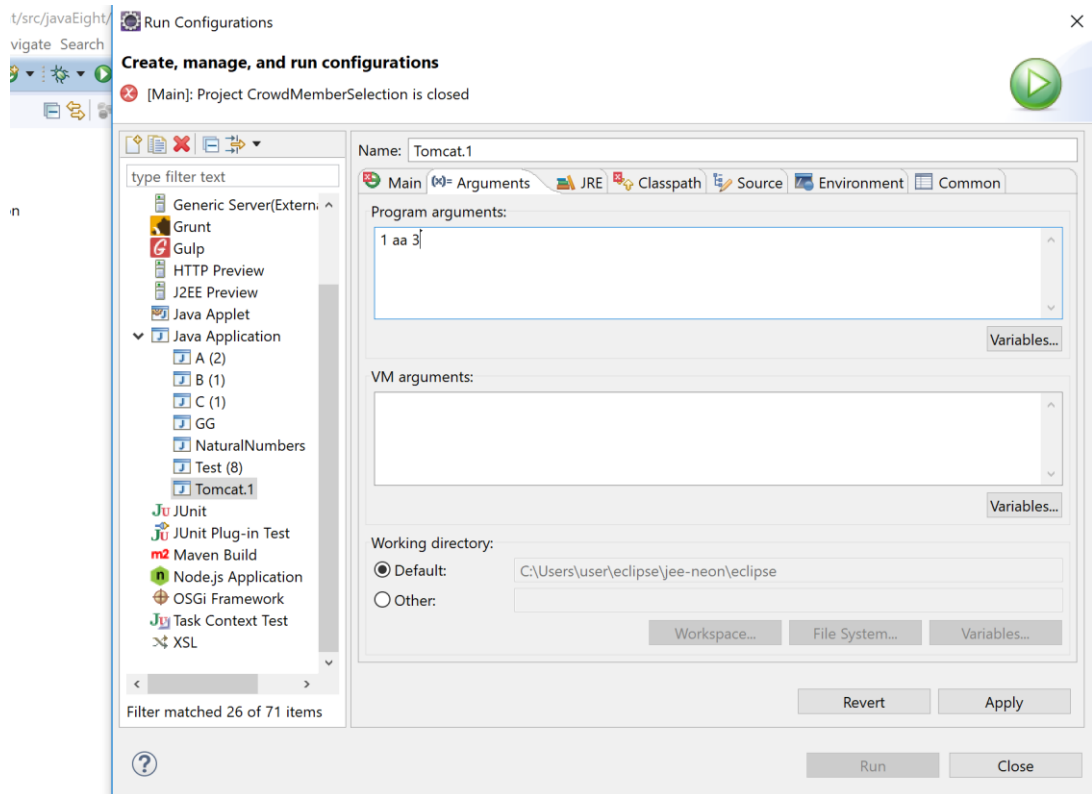 t/src/javaEight/
vigate Search
on
Run Configurations
Create, manage, and run configurations
[Main]: Project CrowdMemberSelection is closed
type filter text
Generic Server(Externa
Grunt
Gulp
HTTP Preview
J2EE Preview
Java Applet
Java Application
A (2)
B (1)
C (1)
GG
NaturalNumbers
Test (8)
Tomcat.1
JUnit
JUnit Plug-in Test
m2 Maven Build
Node.js Application
OSGi Framework
Task Context Test
XSL
Filter matched 26 of 71 items
Name: Tomcat.1
Main (x)= Arguments JRE Classpath Source Environment Common
Program arguments:
1 aa 3
Variables...
VM arguments:
Variables...
Working directory:
Default: C:\Users\user\eclipse\jee-neon\eclipse
Other:
Workspace... File System... Variables...
Revert Apply
Run Close